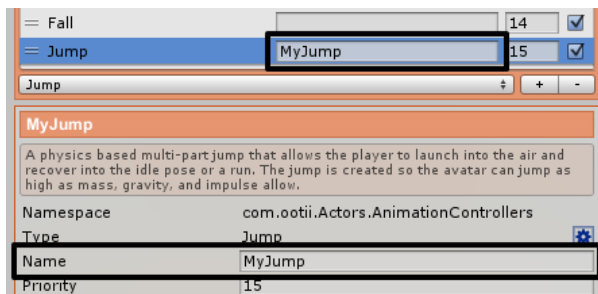 Fall 14
Jump MyJump 15
Jump + -
MyJump
A physics based multi-part jump that allows the player to launch into the air and
recover into the idle pose or a run. The jump is created so the avatar can jump as
high as mass, gravity, and impulse allow.
Namespace com.ootii.Actors.AnimationControllers
Type Jump
Name MyJump
Priority 15